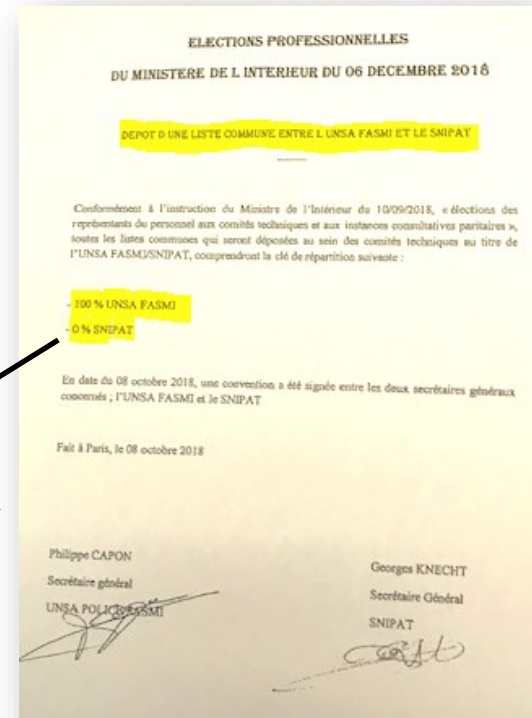 ELECTIONS PROFESSIONNELLES
DU MINISTERE DE L INTERIEUR DU 06 DECEMBRE 2018
DEPOT D UNE LISTE COMMUNE ENTRE L UNSA FASMI ET LE SNIPAT
Conformément à l'instruction du Ministre de l'Intérieur du 10/09/2018, « élections des
représentants du personnel aux comités techniques et aux instances consultatives paritaires »,
toutes les listes communes qui seront déposées au sein des comités techniques au titre de
l'UNSA FASMI/SNIPAT, comprendront la clé de répartition suivante :
- 100 % UNSA FASMI
- 0 % SNIPAT
En date du 08 octobre 2018, une convention a été signée entre les deux secrétaires généraux
concernés ; l'UNSA FASMI et le SNIPAT
Fait à Paris, le 08 octobre 2018
Philippe CAPON
Secrétaire général
UNSA POLICE FASMI
Georges KNECHT
Secrétaire Général
SNIPAT